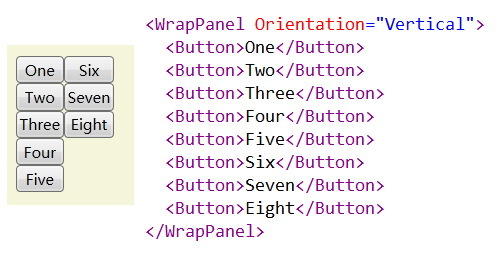 One Six
Two Seven
Three Eight
Four
Five
<WrapPanel Orientation="Vertical">
  <Button>One</Button>
  <Button>Two</Button>
  <Button>Three</Button>
  <Button>Four</Button>
  <Button>Five</Button>
  <Button>Six</Button>
  <Button>Seven</Button>
  <Button>Eight</Button>
</WrapPanel>